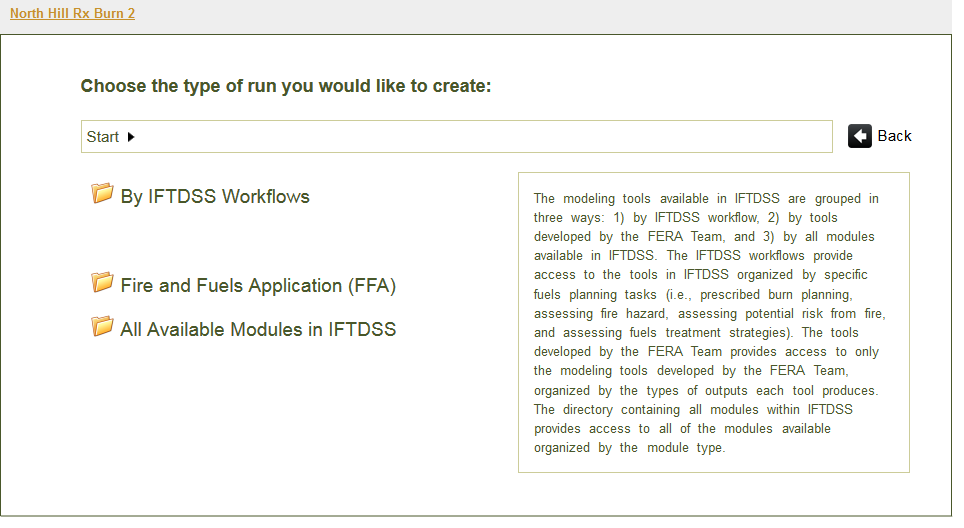 North Hill Rx Burn 2
Choose the type of run you would like to create:
Start
Back
By IFTDSS Workflows
Fire and Fuels Application (FFA)
All Available Modules in IFTDSS
The modeling tools available in IFTDSS are grouped in
three ways: 1) by IFTDSS workflow, 2) by tools
developed by the FERA Team, and 3) by all modules
available in IFTDSS. The IFTDSS workflows provide
access to the tools in IFTDSS organized by specific
fuels planning tasks (i.e., prescribed burn planning,
assessing fire hazard, assessing potential risk from fire,
and assessing fuels treatment strategies). The tools
developed by the FERA Team provides access to only
the modeling tools developed by the FERA Team,
organized by the types of outputs each tool produces.
The directory containing all modules within IFTDSS
provides access to all of the modules available
organized by the module type.